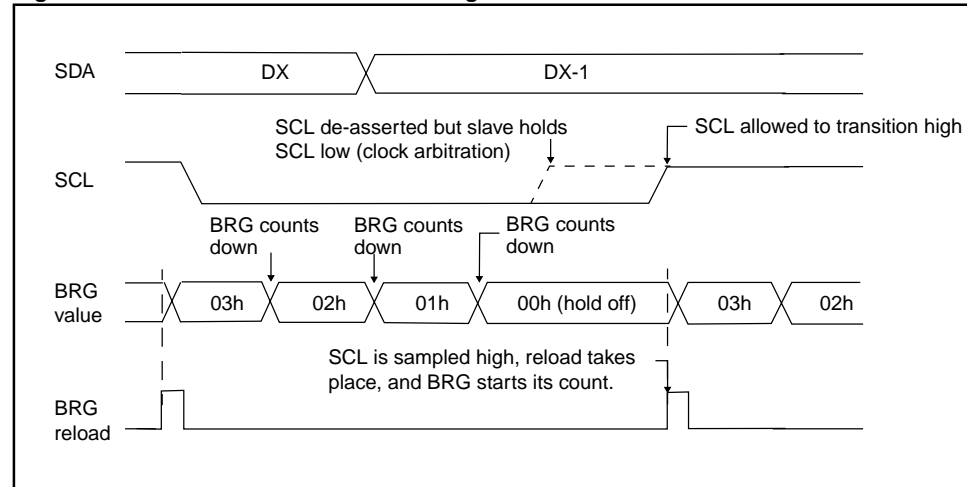 SDA
DX
DX-1
SCL de-asserted but slave holds
SCL low (clock arbitration)
SCL allowed to transition high
SCL
BRG counts
down
BRG counts
down
BRG counts
down
BRG
value
03h
02h
01h
00h (hold off)
03h
02h
SCL is sampled high, reload takes
place, and BRG starts its count.
BRG
reload